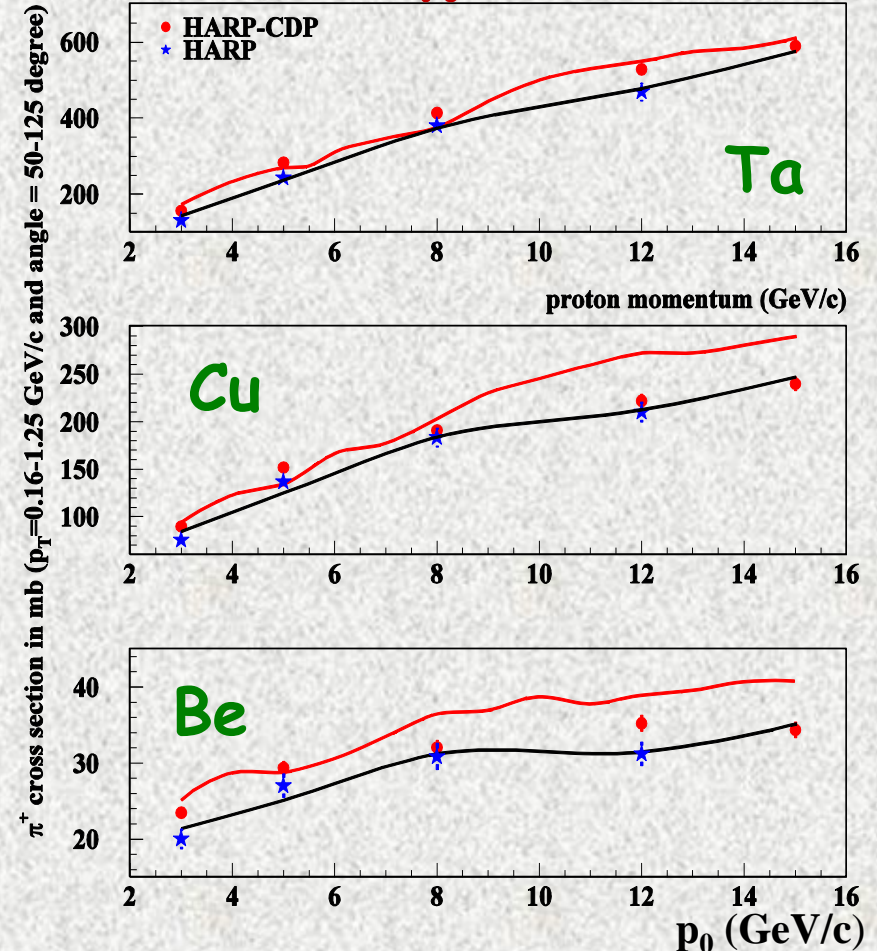 HARP-CDP
HARP
600
400
200
Ta
2 4 6 8 10 12 14 16
proton momentum (GeV/c)
300
250
200
150
100
Cu
2 4 6 8 10 12 14 16
40
30
20
Be
2 4 6 8 10 12 14 16
p0 (GeV/c)
π+ cross section in mb (pT=0.16-1.25 GeV/c and angle = 50-125 degree)